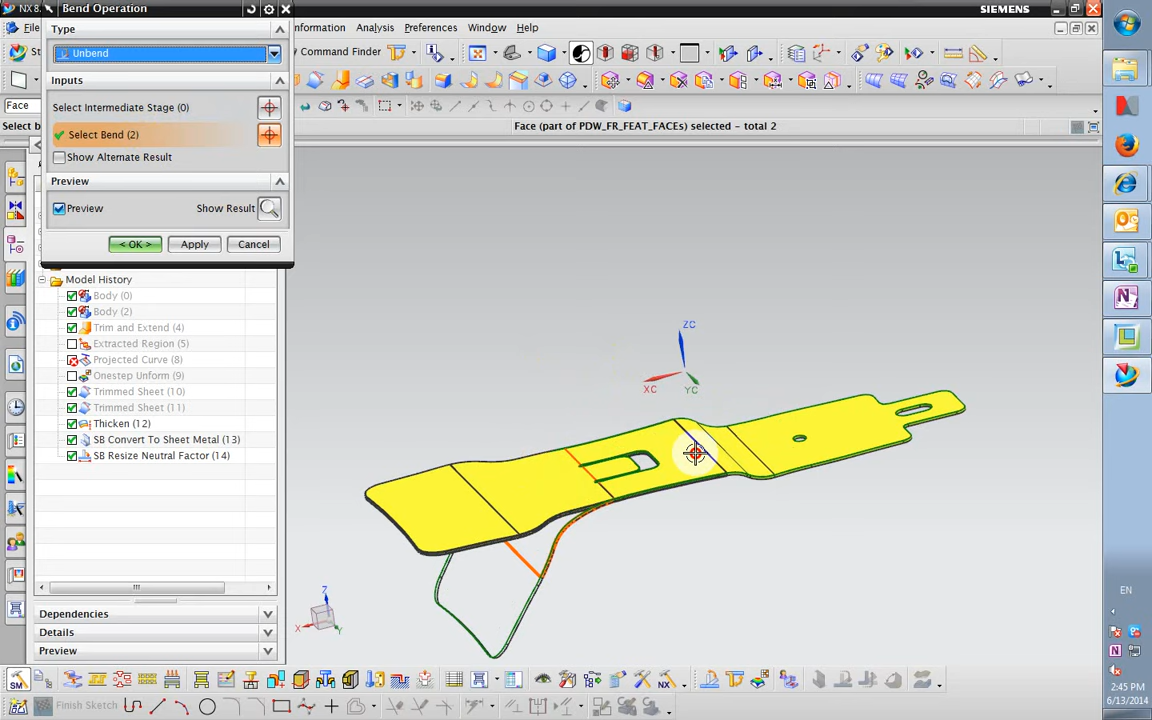 NX 8.
Bend Operation
SIEMENS
File
Information
Analysis
Preferences
Window
Help
Type
Unbend
Command Finder
Inputs
Select Intermediate Stage (0)
Face
Select Bend (2)
Face (part of PDW_FR_FEAT_FACEs) selected - total 2
Show Alternate Result
Preview
Preview
Show Result
< OK >
Apply
Cancel
Model History
Body (0)
Body (2)
Trim and Extend (4)
Extracted Region (5)
Projected Curve (8)
Onestep Unform (9)
Trimmed Sheet (10)
Trimmed Sheet (11)
Thicken (12)
SB Convert To Sheet Metal (13)
SB Resize Neutral Factor (14)
ZC
XC
YC
Z
X
Y
Dependencies
Details
Preview
Finish Sketch
EN
2:45 PM
6/13/2014